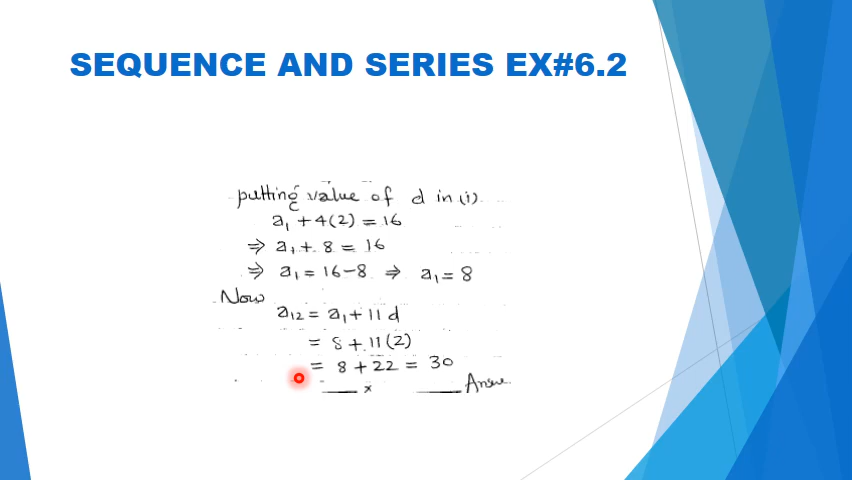 SEQUENCE AND SERIES EX#6.2
putting value of d in (i).
a₁ + 4(2) = 16
⇒ a₁ + 8 = 16
⇒ a₁ = 16 - 8 ⇒ a₁ = 8
Now
a₁₂ = a₁ + 11 d
= 8 + 11(2)
= 8 + 22 = 30
x